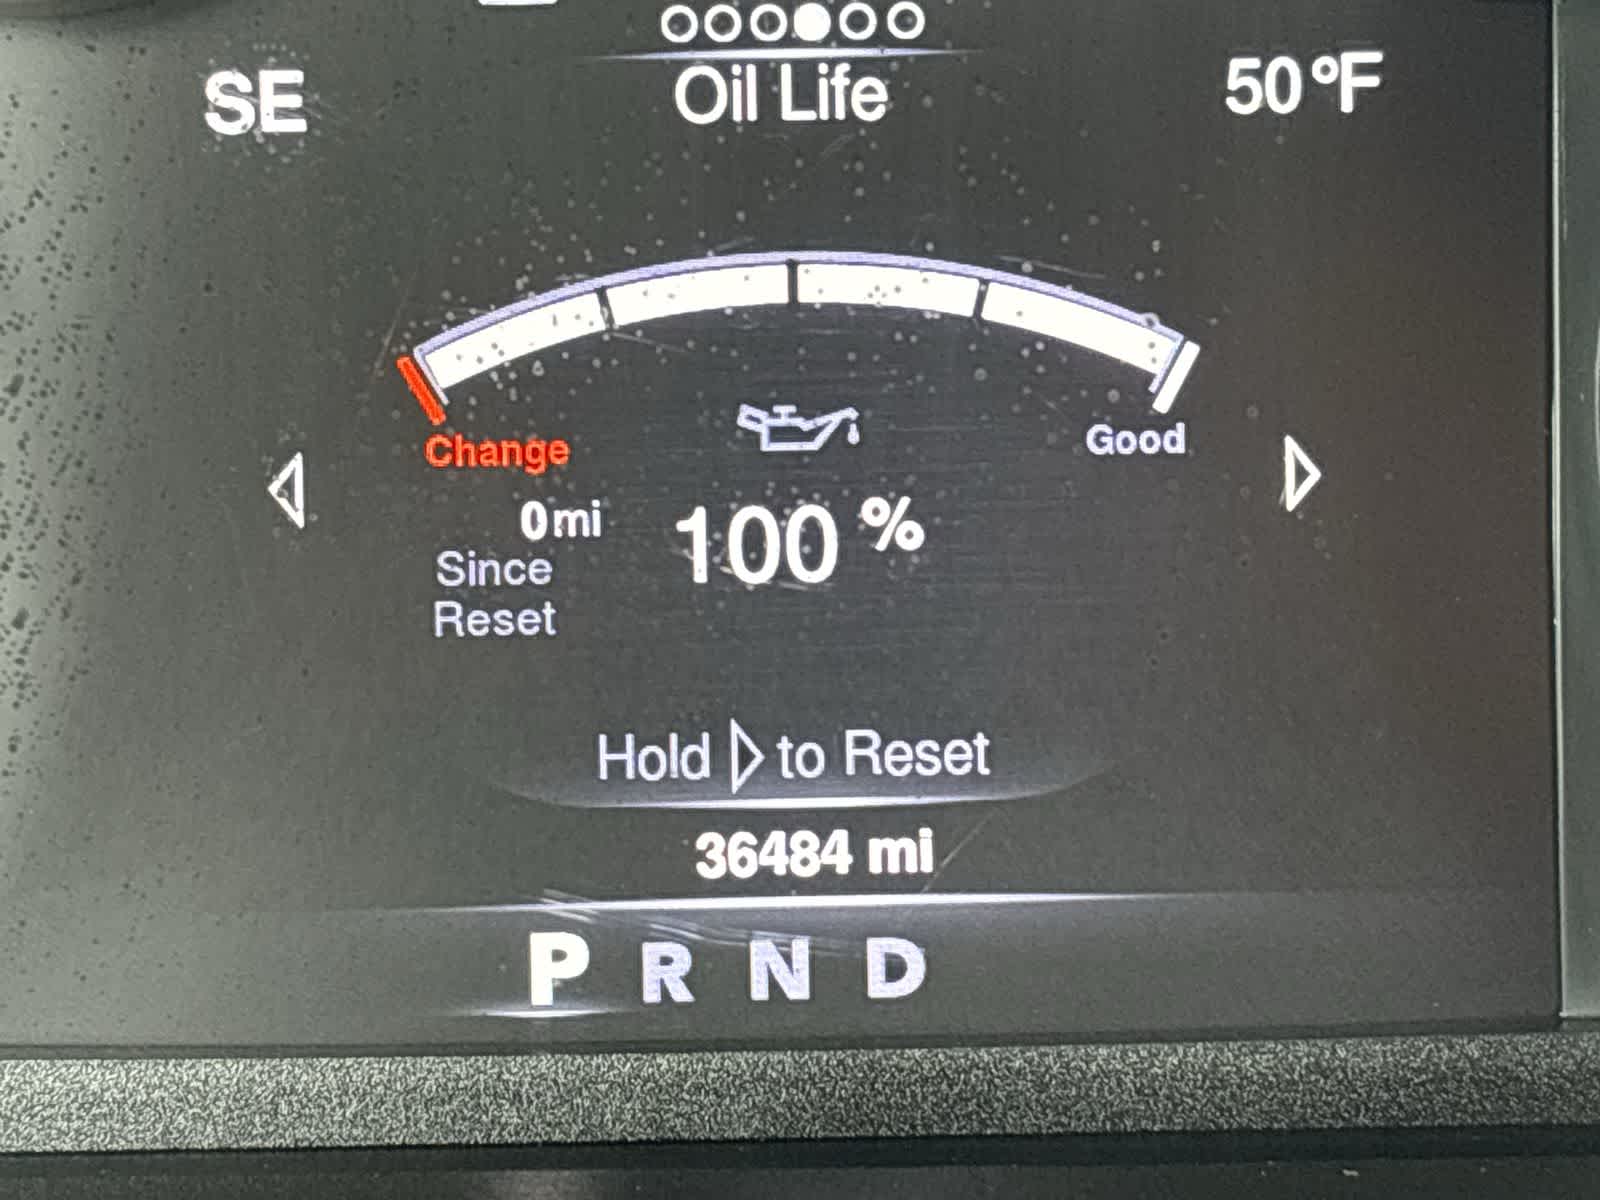 SE
Oil Life
50°F
Change
Good
0mi
Since
Reset
100%
Hold ▷ to Reset
36484 mi
P R N D